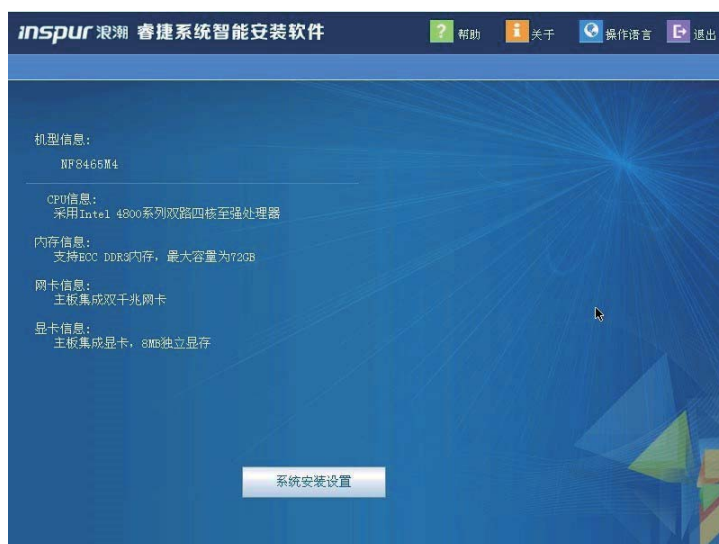 inspur 浪潮 睿捷系统智能安装软件
? 帮助 i 关于 操作语言 退出
机型信息:
NF8465M4
CPU信息:
采用Intel 4800系列双路四核至强处理器
内存信息:
支持ECC DDR3内存，最大容量为72GB
网卡信息:
主板集成双千兆网卡
显卡信息:
主板集成显卡，8MB独立显存
系统安装设置